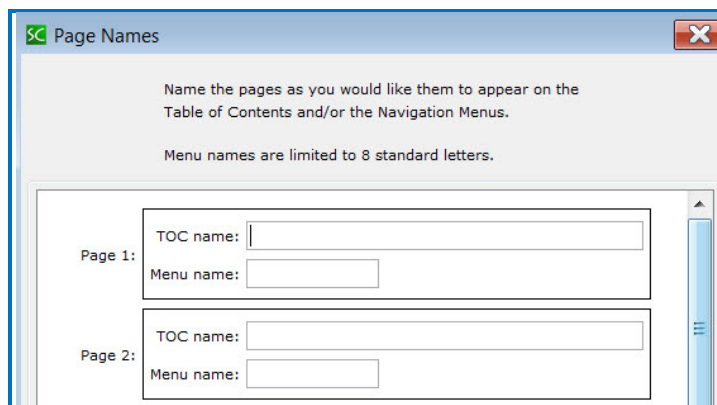 SC Page Names
Name the pages as you would like them to appear on the
Table of Contents and/or the Navigation Menus.
Menu names are limited to 8 standard letters.
Page 1:
TOC name:
Menu name:
Page 2:
TOC name:
Menu name: